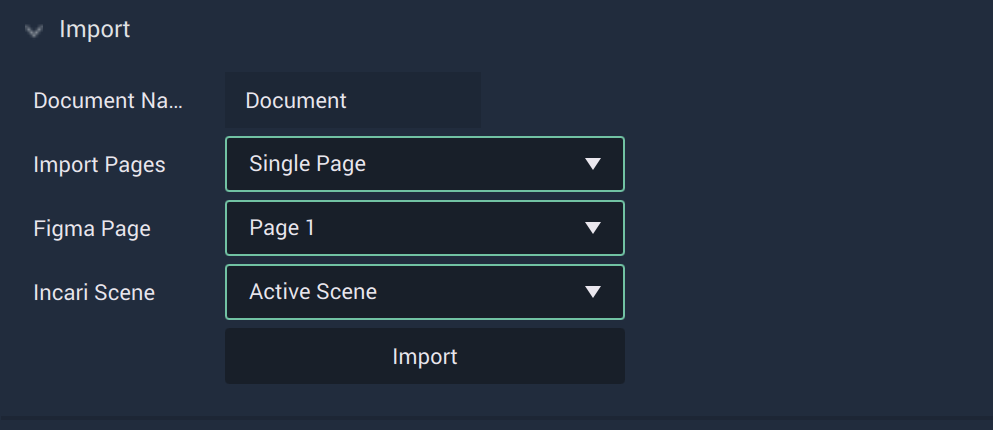 Import
Document Na... Document
Import Pages Single Page
Figma Page Page 1
Incari Scene Active Scene
Import